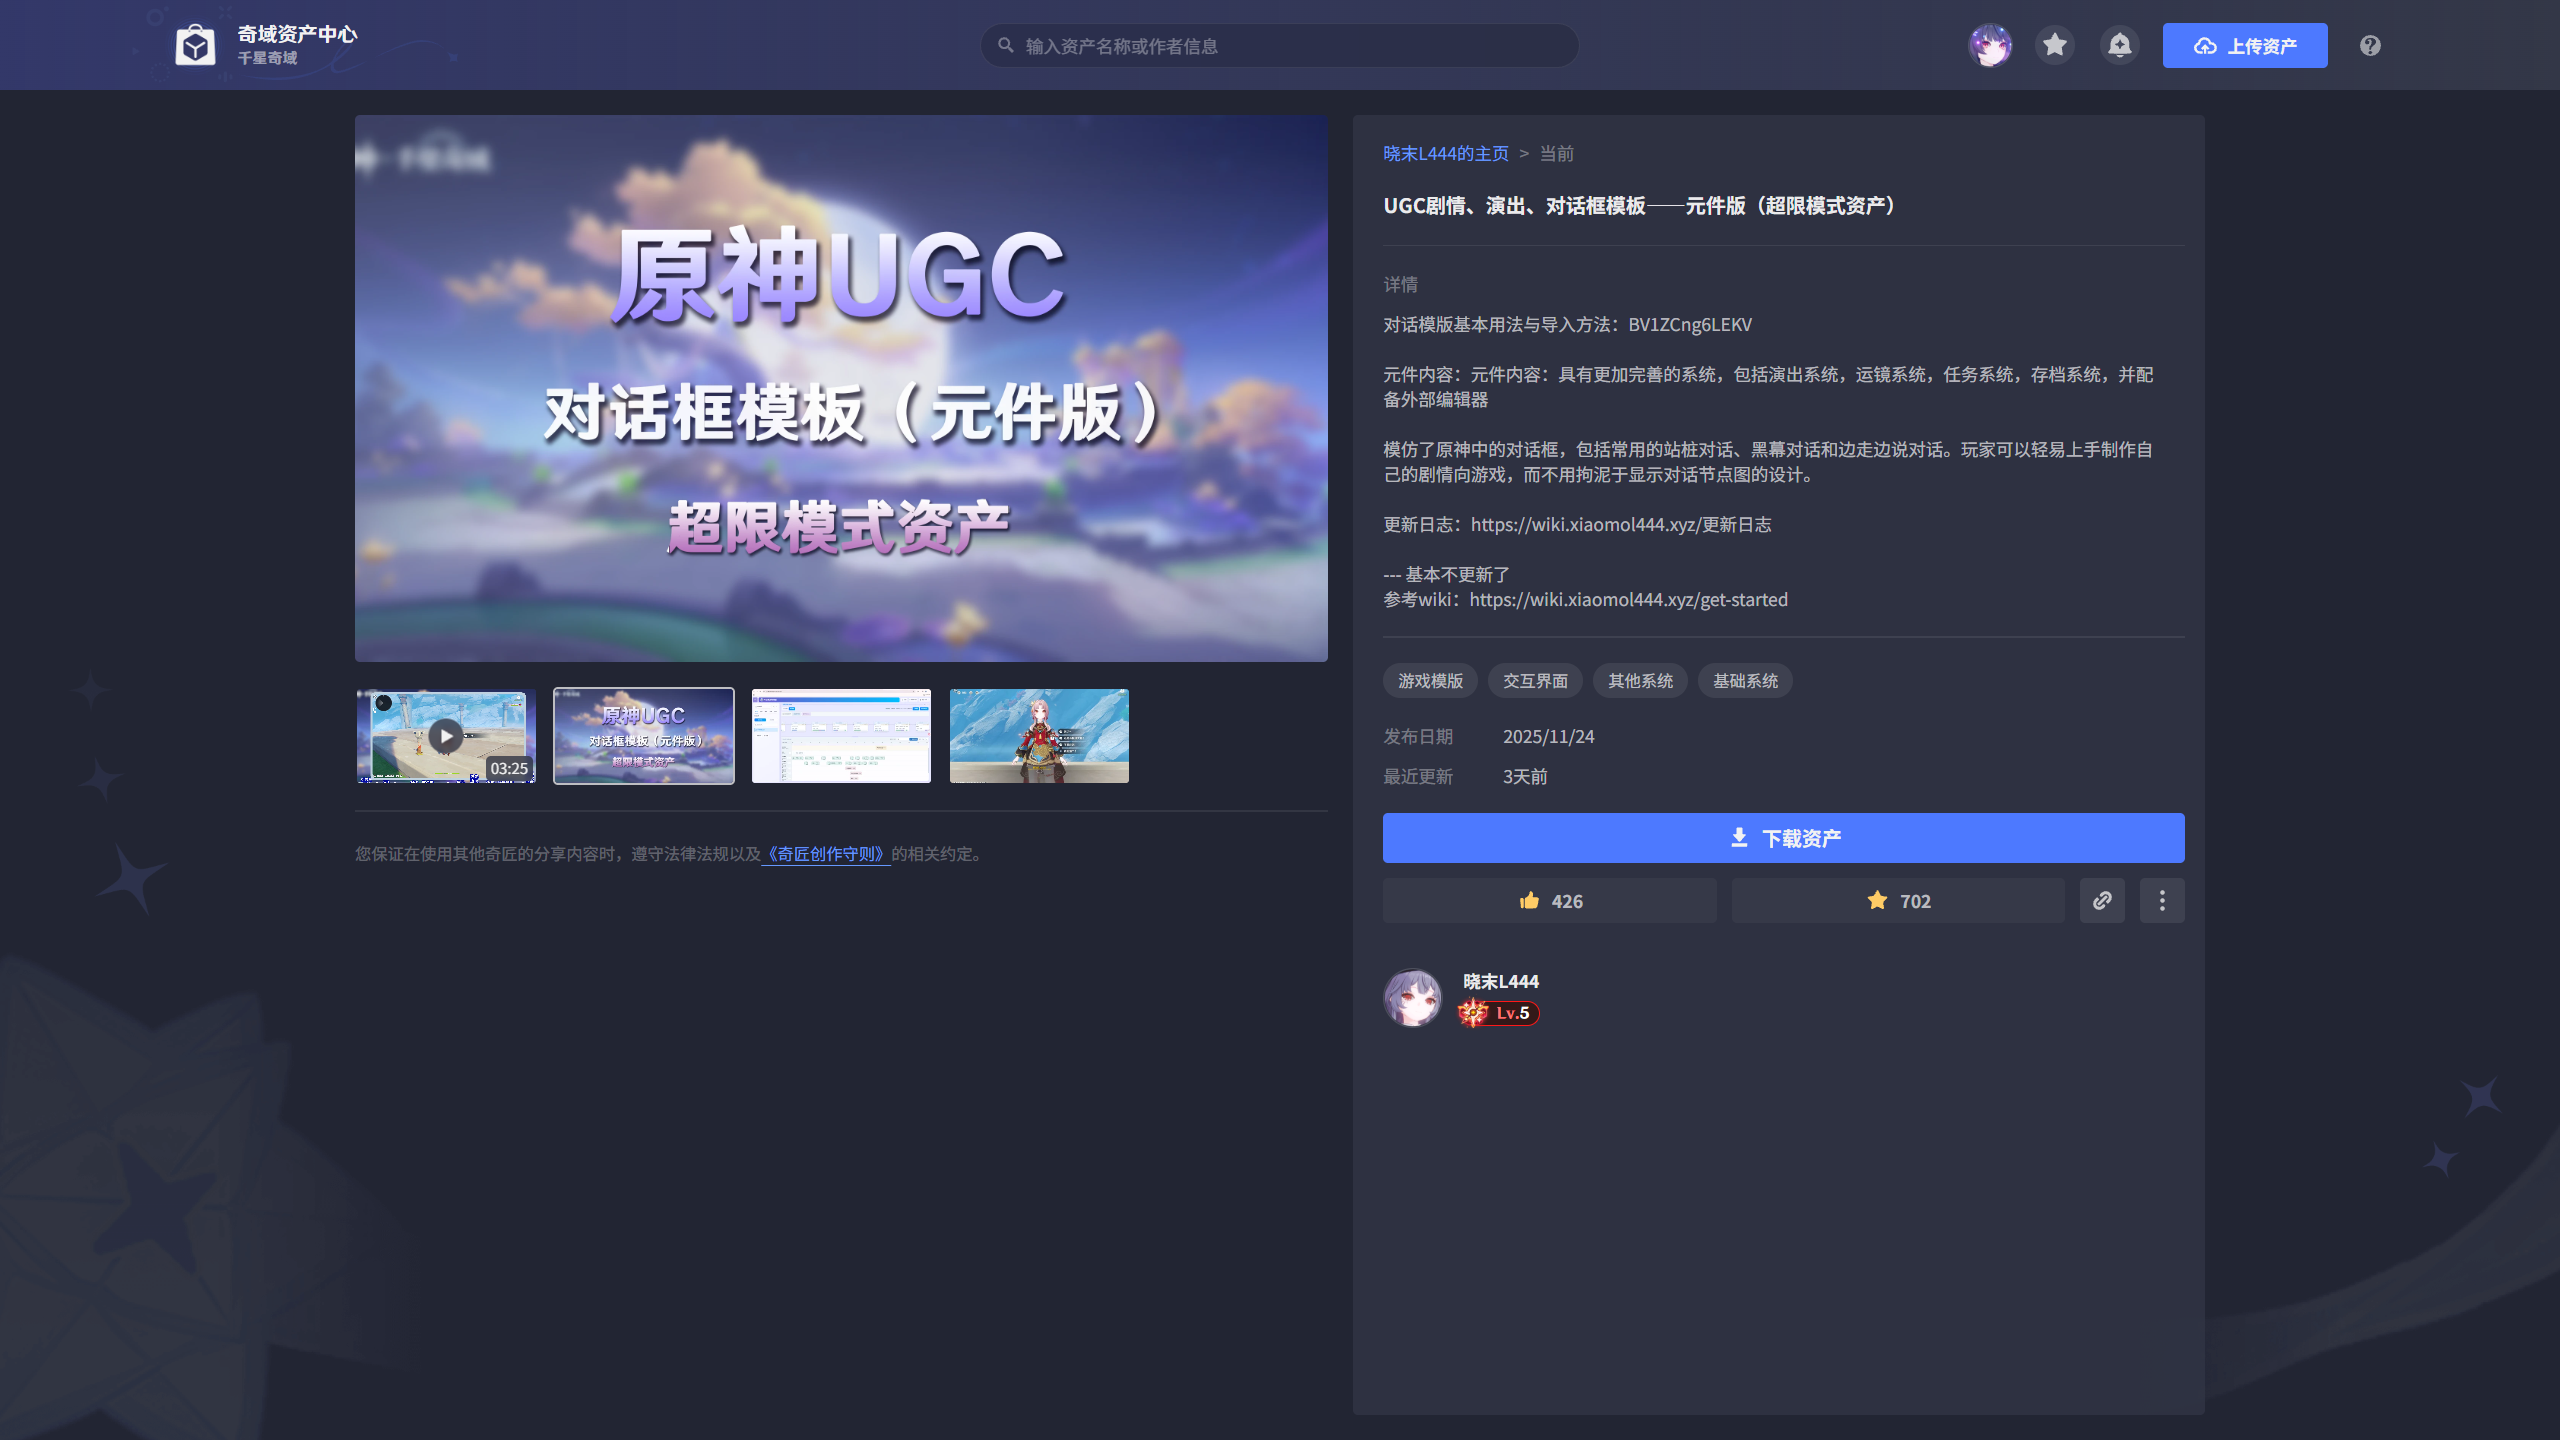 奇域资产中心
千星奇域
输入资产名称或作者信息
上传资产
原神UGC
对话框模板（元件版）
超限模式资产
03:25
原神UGC
对话框模板（元件版）
超限模式资产
您保证在使用其他奇匠的分享内容时，遵守法律法规以及《奇匠创作守则》的相关约定。
晓末L444的主页 > 当前
UGC剧情、演出、对话框模板——元件版（超限模式资产）
详情
对话模版基本用法与导入方法：BV1ZCng6LEKV
元件内容：元件内容：具有更加完善的系统，包括演出系统，运镜系统，任务系统，存档系统，并配
备外部编辑器
模仿了原神中的对话框，包括常用的站桩对话、黑幕对话和边走边说对话。玩家可以轻易上手制作自
己的剧情向游戏，而不用拘泥于显示对话节点图的设计。
更新日志：https://wiki.xiaomol444.xyz/更新日志
--- 基本不更新了
参考wiki：https://wiki.xiaomol444.xyz/get-started
游戏模版 交互界面 其他系统 基础系统
发布日期 2025/11/24
最近更新 3天前
下载资产
426 702
晓末L444
Lv.5